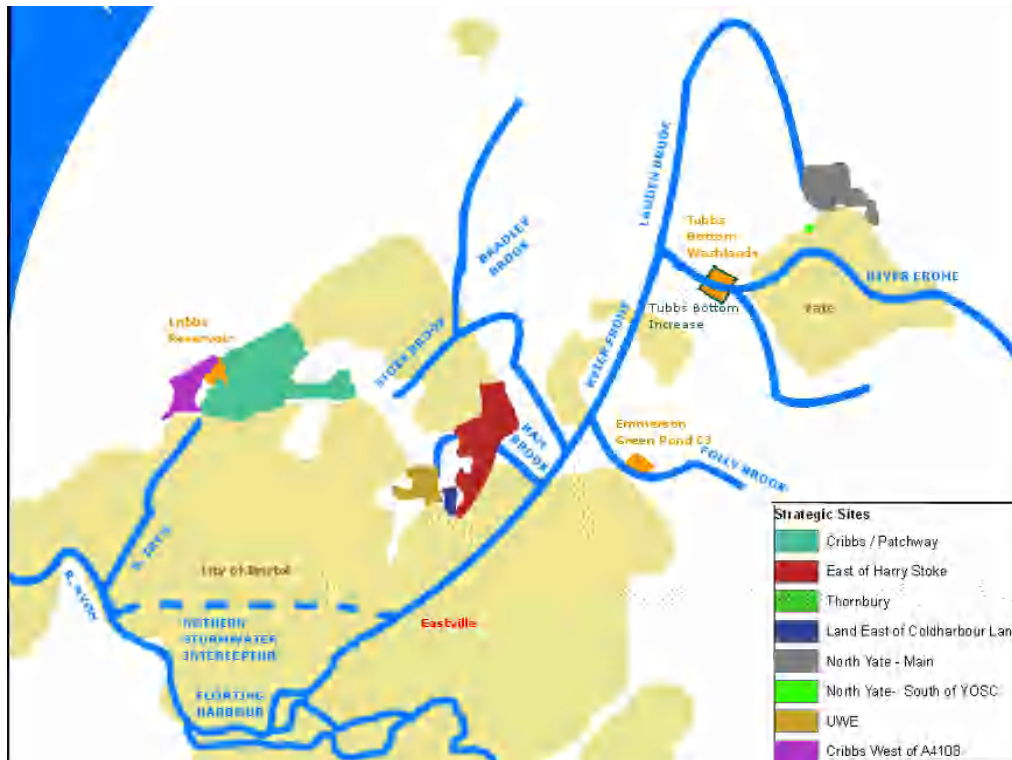 LADDEN BROOK
BRADLEY
BROOK
Tubbs
Bottom
Washlands
RIVER FROME
Tubbs Bottom
Increase
Yate
Cribbs
Reservoir
STOKE BROOK
RIVER FROME
HAM
BROOK
Emmerson
Green Pond C3
FOLLY BROOK
R. TRYM
R. AVON
City of Bristol
NOTHERN
STORMWATER
INTERCEPTOR
Eastville
FLOATING
HARBOUR
Strategic Sites
Cribbs / Patchway
East of Harry Stoke
Thornbury
Land East of Coldharbour Lan
North Yate - Main
North Yate- South of YOSC
UWE
Cribbs West of A4108